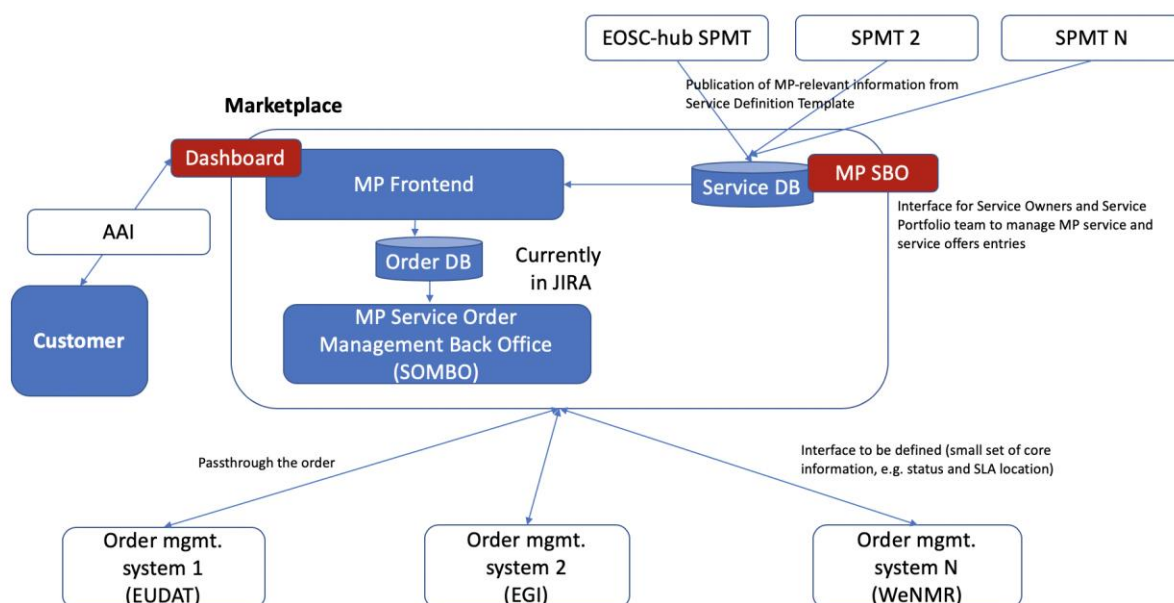 EOSC-hub SPMT
SPMT 2
SPMT N
Publication of MP-relevant information from
Service Definition Template
Marketplace
Dashboard
MP Frontend
Service DB
MP SBO
Interface for Service Owners and Service
Portfolio team to manage MP service and
service offers entries
AAI
Order DB
Currently
in JIRA
Customer
MP Service Order
Management Back Office
(SOMBO)
Passthrough the order
Interface to be defined (small set of core
information, e.g. status and SLA location)
Order mgmt.
system 1
(EUDAT)
Order mgmt.
system 2
(EGI)
Order mgmt.
system N
(WeNMR)